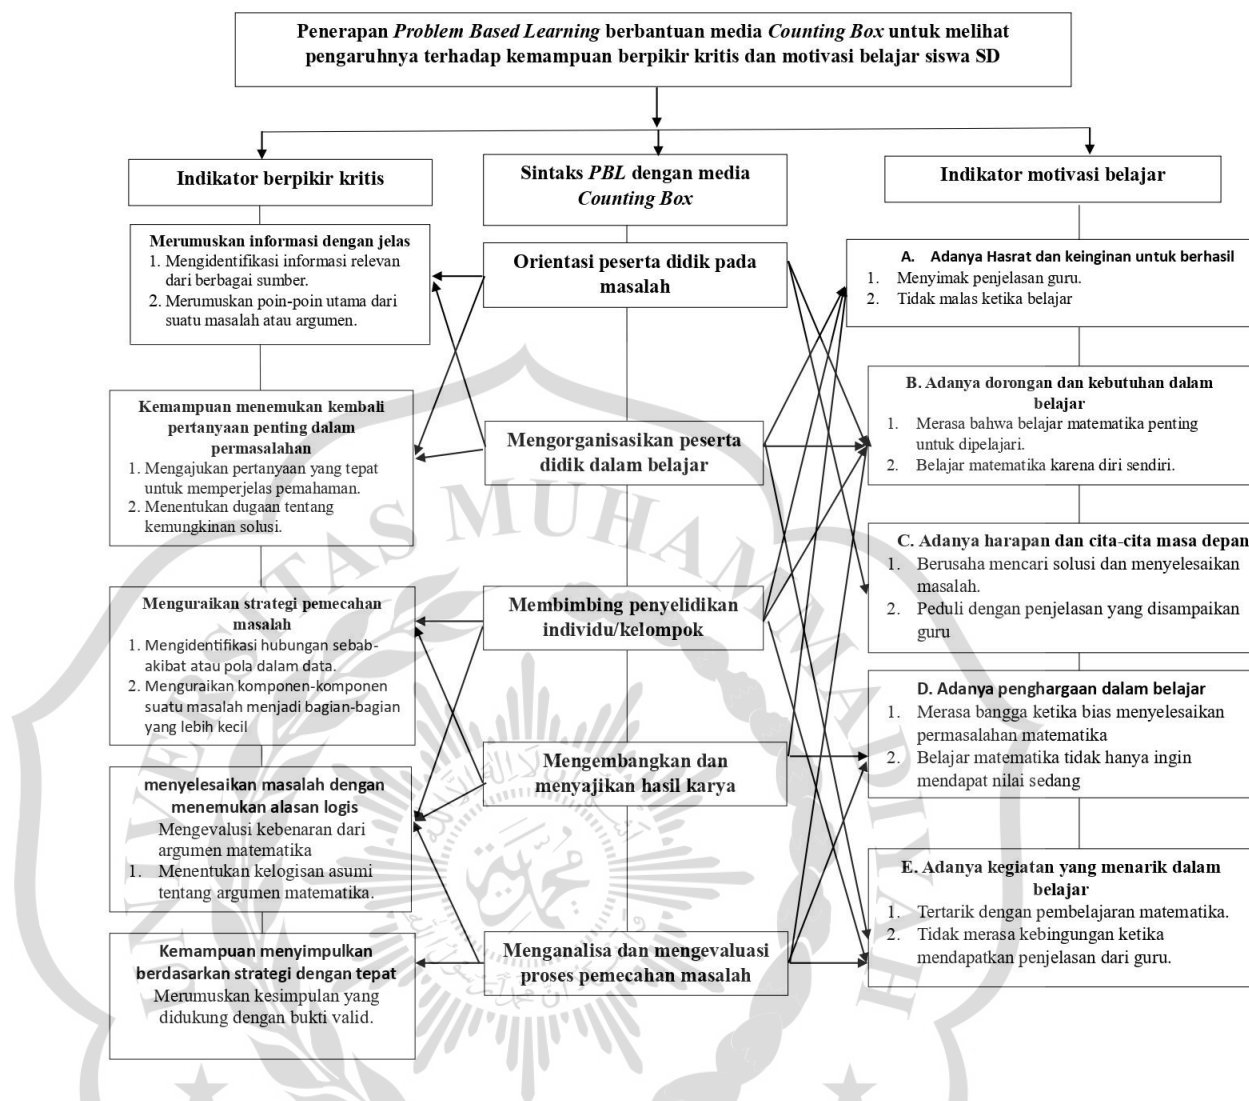 Penerapan Problem Based Learning berbantuan media Counting Box untuk melihat
pengaruhnya terhadap kemampuan berpikir kritis dan motivasi belajar siswa SD
Indikator berpikir kritis
Merumuskan informasi dengan jelas
1. Mengidentifikasi informasi relevan
dari berbagai sumber.
2. Merumuskan poin-poin utama dari
suatu masalah atau argumen.
Kemampuan menemukan kembali
pertanyaan penting dalam
permasalahan
1. Mengajukan pertanyaan yang tepat
untuk memperjelas pemahaman.
2. Menentukan dugaan tentang
kemungkinan solusi.
Menguraikan strategi pemecahan
masalah
1. Mengidentifikasi hubungan sebab-
akibat atau pola dalam data.
2. Menguraikan komponen-komponen
suatu masalah menjadi bagian-bagian
yang lebih kecil
menyelesaikan masalah dengan
menemukan alasan logis
Mengevalusi kebenaran dari
argumen matematika
1. Menentukan kelogisan asumi
tentang argumen matematika.
Kemampuan menyimpulkan
berdasarkan strategi dengan tepat
Merumuskan kesimpulan yang
didukung dengan bukti valid.
Sintaks PBL dengan media
Counting Box
Orientasi peserta didik pada
masalah
Mengorganisasikan peserta
didik dalam belajar
Membimbing penyelidikan
individu/kelompok
Mengembangkan dan
menyajikan hasil karya
Menganalisa dan mengevaluasi
proses pemecahan masalah
Indikator motivasi belajar
A. Adanya Hasrat dan keinginan untuk berhasil
1. Menyimak penjelasan guru.
2. Tidak malas ketika belajar
B. Adanya dorongan dan kebutuhan dalam
belajar
1. Merasa bahwa belajar matematika penting
untuk dipelajari.
2. Belajar matematika karena diri sendiri.
C. Adanya harapan dan cita-cita masa depan
1. Berusaha mencari solusi dan menyelesaikan
masalah.
2. Peduli dengan penjelasan yang disampaikan
guru
D. Adanya penghargaan dalam belajar
1. Merasa bangga ketika bias menyelesaikan
permasalahan matematika
2. Belajar matematika tidak hanya ingin
mendapat nilai sedang
E. Adanya kegiatan yang menarik dalam
belajar
1. Tertarik dengan pembelajaran matematika.
2. Tidak merasa kebingungan ketika
mendapatkan penjelasan dari guru.
UNIVERSITAS MUHAMMADIYAH